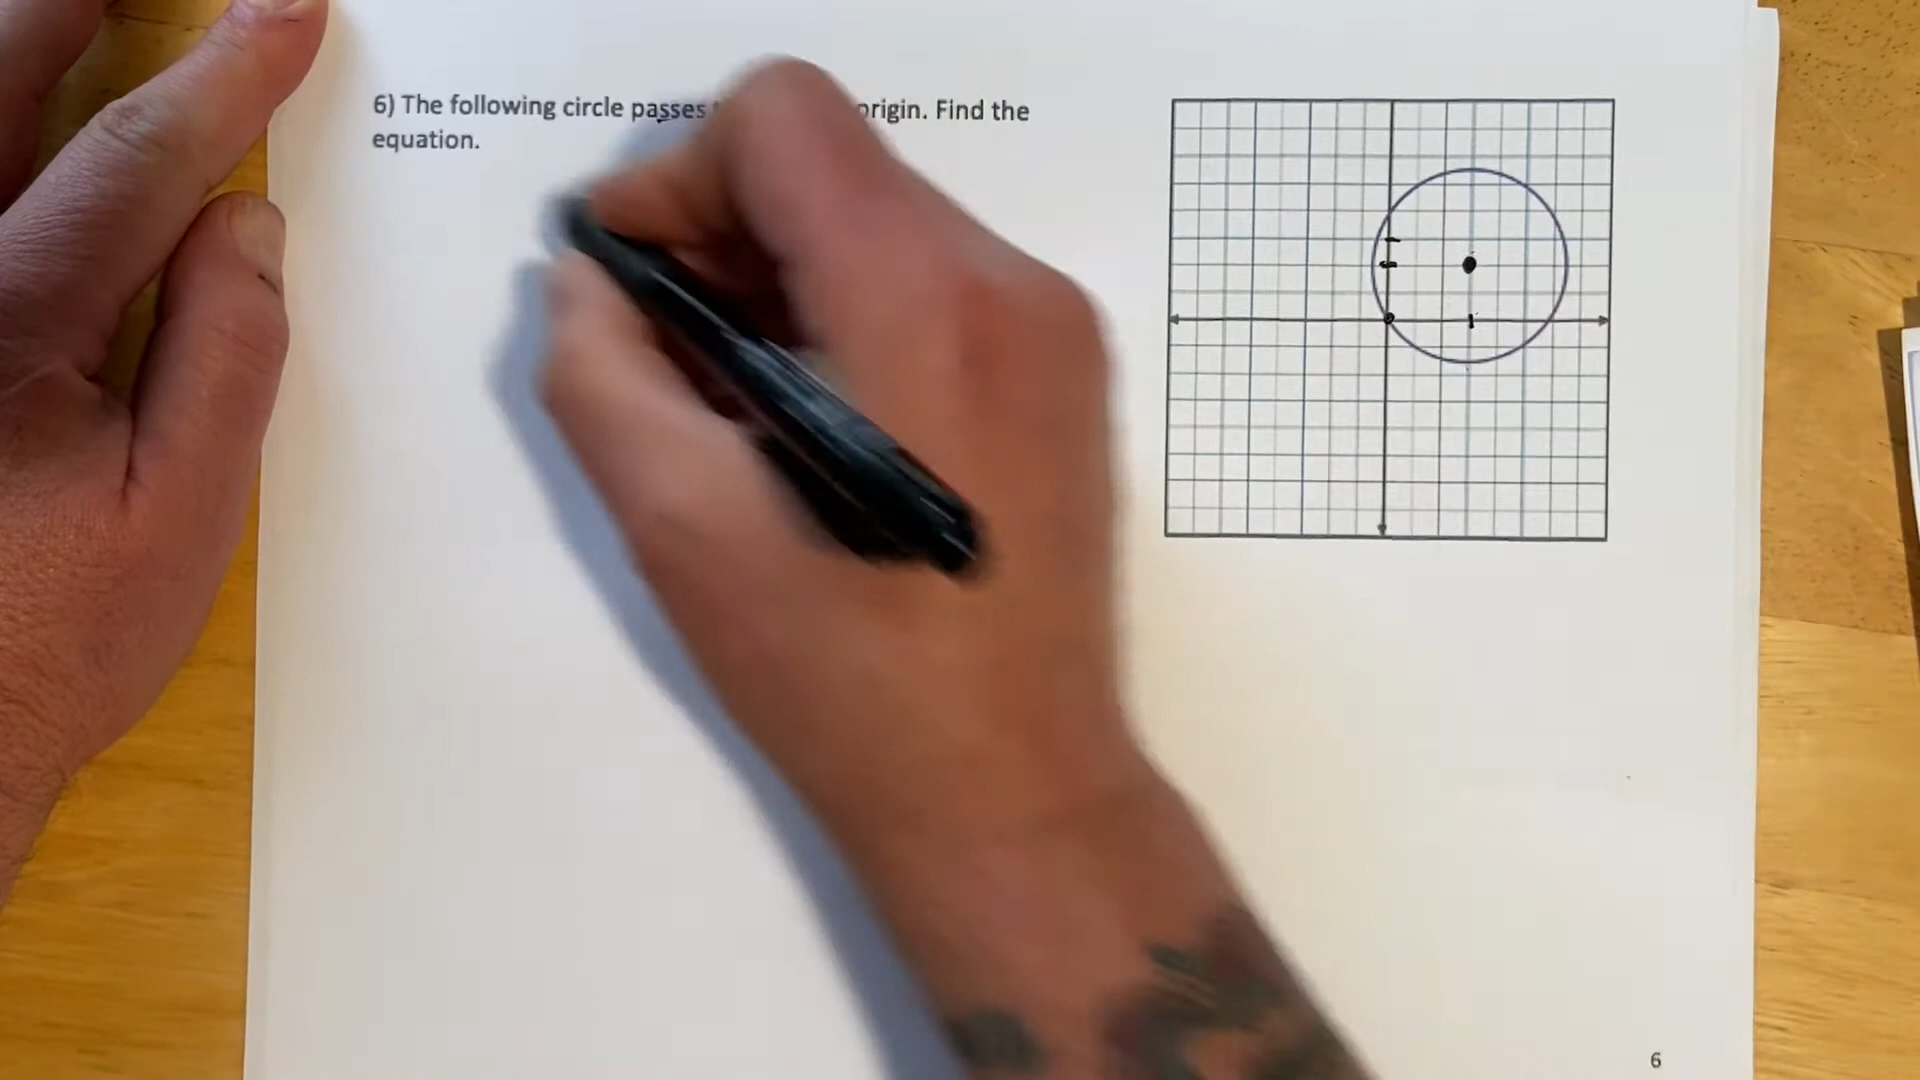 6) The following circle passes origin. Find the
equation.
6